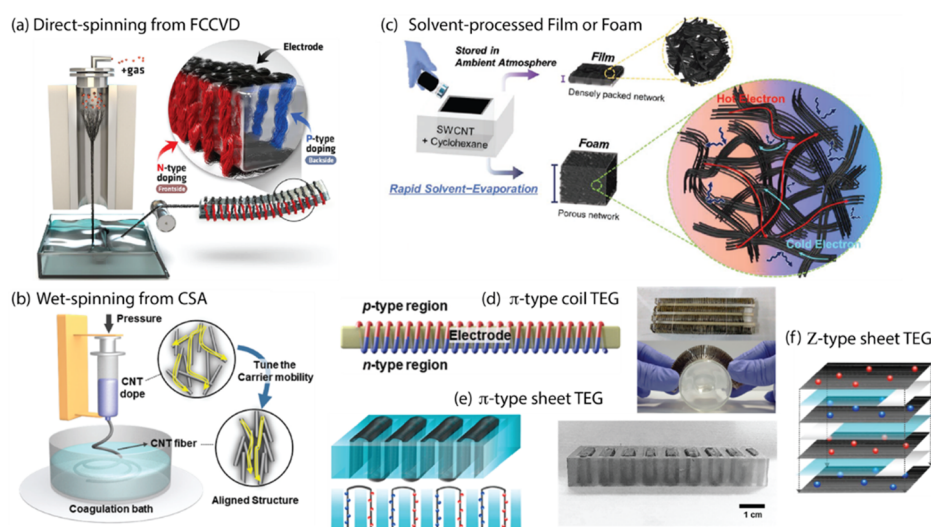 (a) Direct-spinning from FCCVD
+gas
Electrode
P-type
doping
Backside
N-type
doping
Frontside
(c) Solvent-processed Film or Foam
Stored in
Ambient Atmosphere
Film
Densely packed network
SWCNT
+ Cyclohexane
Foam
Rapid Solvent-Evaporation
Porous network
Hot Electron
Cold Electron
(b) Wet-spinning from CSA
Pressure
CNT
dope
Tune the
Carrier mobility
CNT fiber
Aligned Structure
Coagulation bath
(d) π-type coil TEG
p-type region
Electrode
n-type region
(e) π-type sheet TEG
1 cm
(f) Z-type sheet TEG